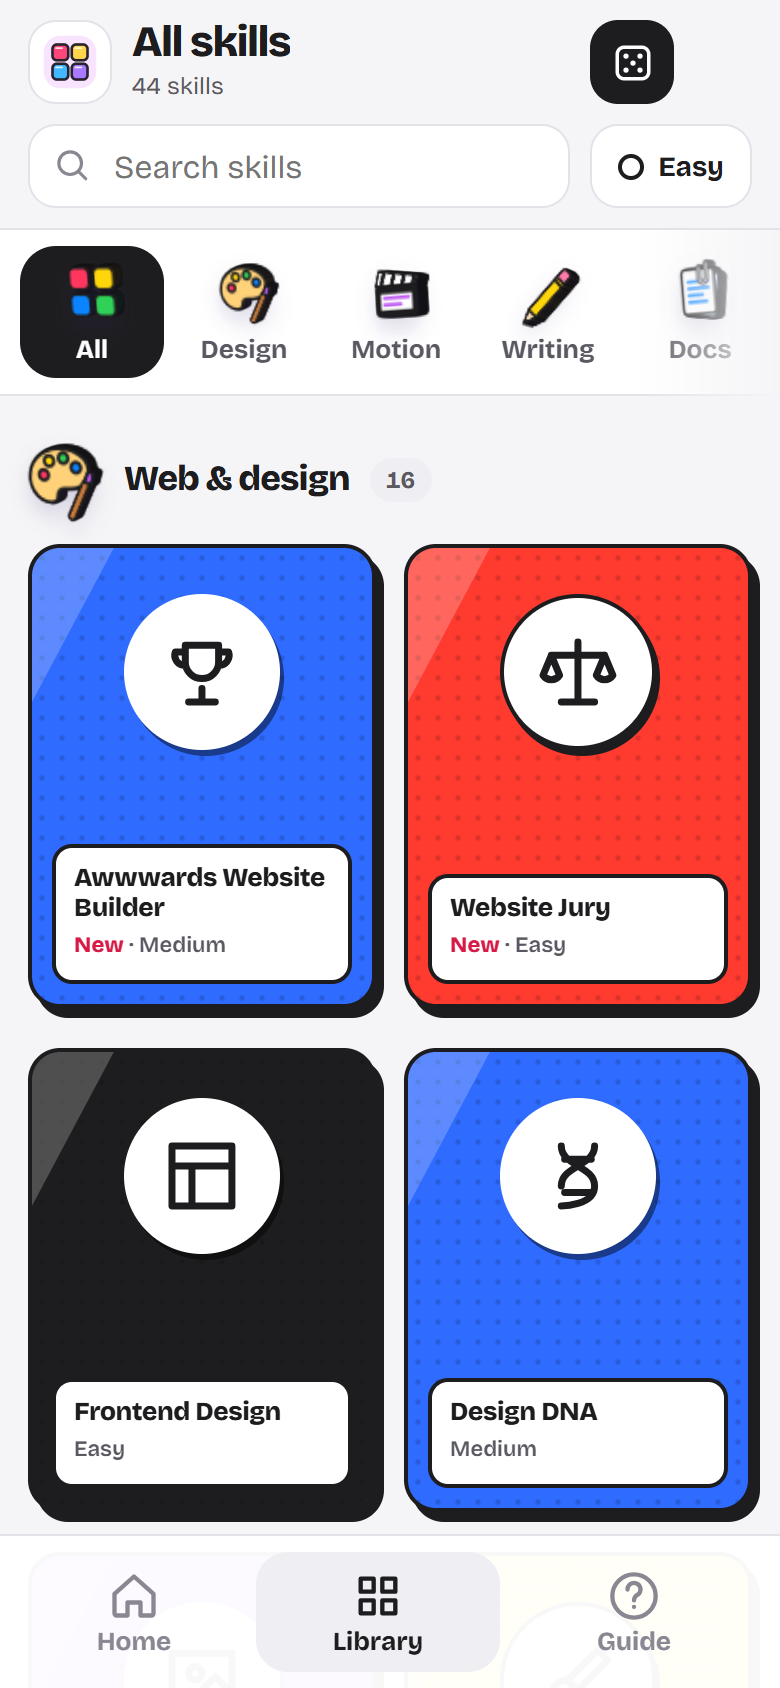 All skills
44 skills
Search skills
Easy
All
Design
Motion
Writing
Docs
Web & design
16
Awwwards Website
Builder
New · Medium
Website Jury
New · Easy
Frontend Design
Easy
Design DNA
Medium
Home
Library
Guide